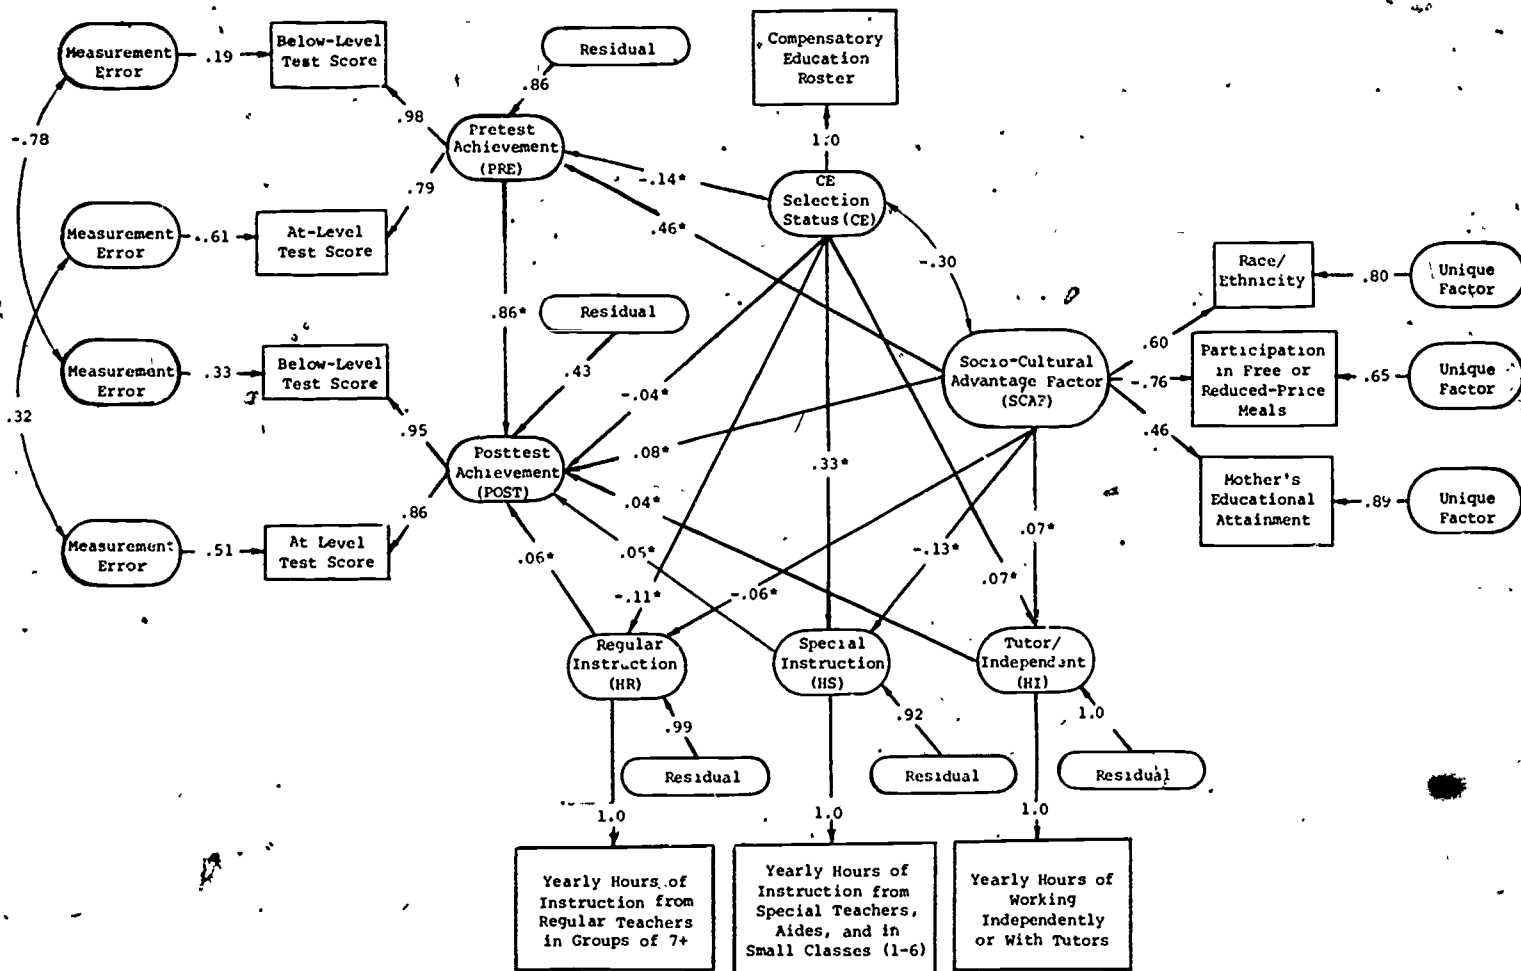 Measurement
Error
.19
Below-Level
Test Score
Residual
.86
Compensatory
Education
Roster
.98
-.78
Pretest
Achievement
(PRE)
1.0
-.14*
CE
Selection
Status (CE)
.79
Measurement
Error
.61
At-Level
Test Score
.46*
-.30
Race/
Ethnicity
.80
Unique
Factor
.86*
Residual
.60
Measurement
Error
.33
Below-Level
Test Score
.43
Socio-Cultural
Advantage Factor
-.76
Participation
in Free or
Reduced-Price
Meals
.65
Unique
Factor
.32
-.04*
.95
.08*
.46
Posttest
Achievement
(POST)
.33*
Mother's
Educational
Attainment
.89
Unique
Factor
.86
.04*
Measurement
Error
.51
At Level
Test Score
.06*
.05*
-.13*
.07*
-.11*
-.06*
.07*
Regular
Instruction
(HR)
Special
Instruction
(HS)
Tutor/
Independent
(HI)
.99
.92
1.0
Residual
Residual
Residual
1.0
1.0
1.0
Yearly Hours of
Instruction from
Regular Teachers
in Groups of 7+
Yearly Hours of
Instruction from
Special Teachers,
Aides, and in
Small Classes (1-6)
Yearly Hours of
Working
Independently
or With Tutors